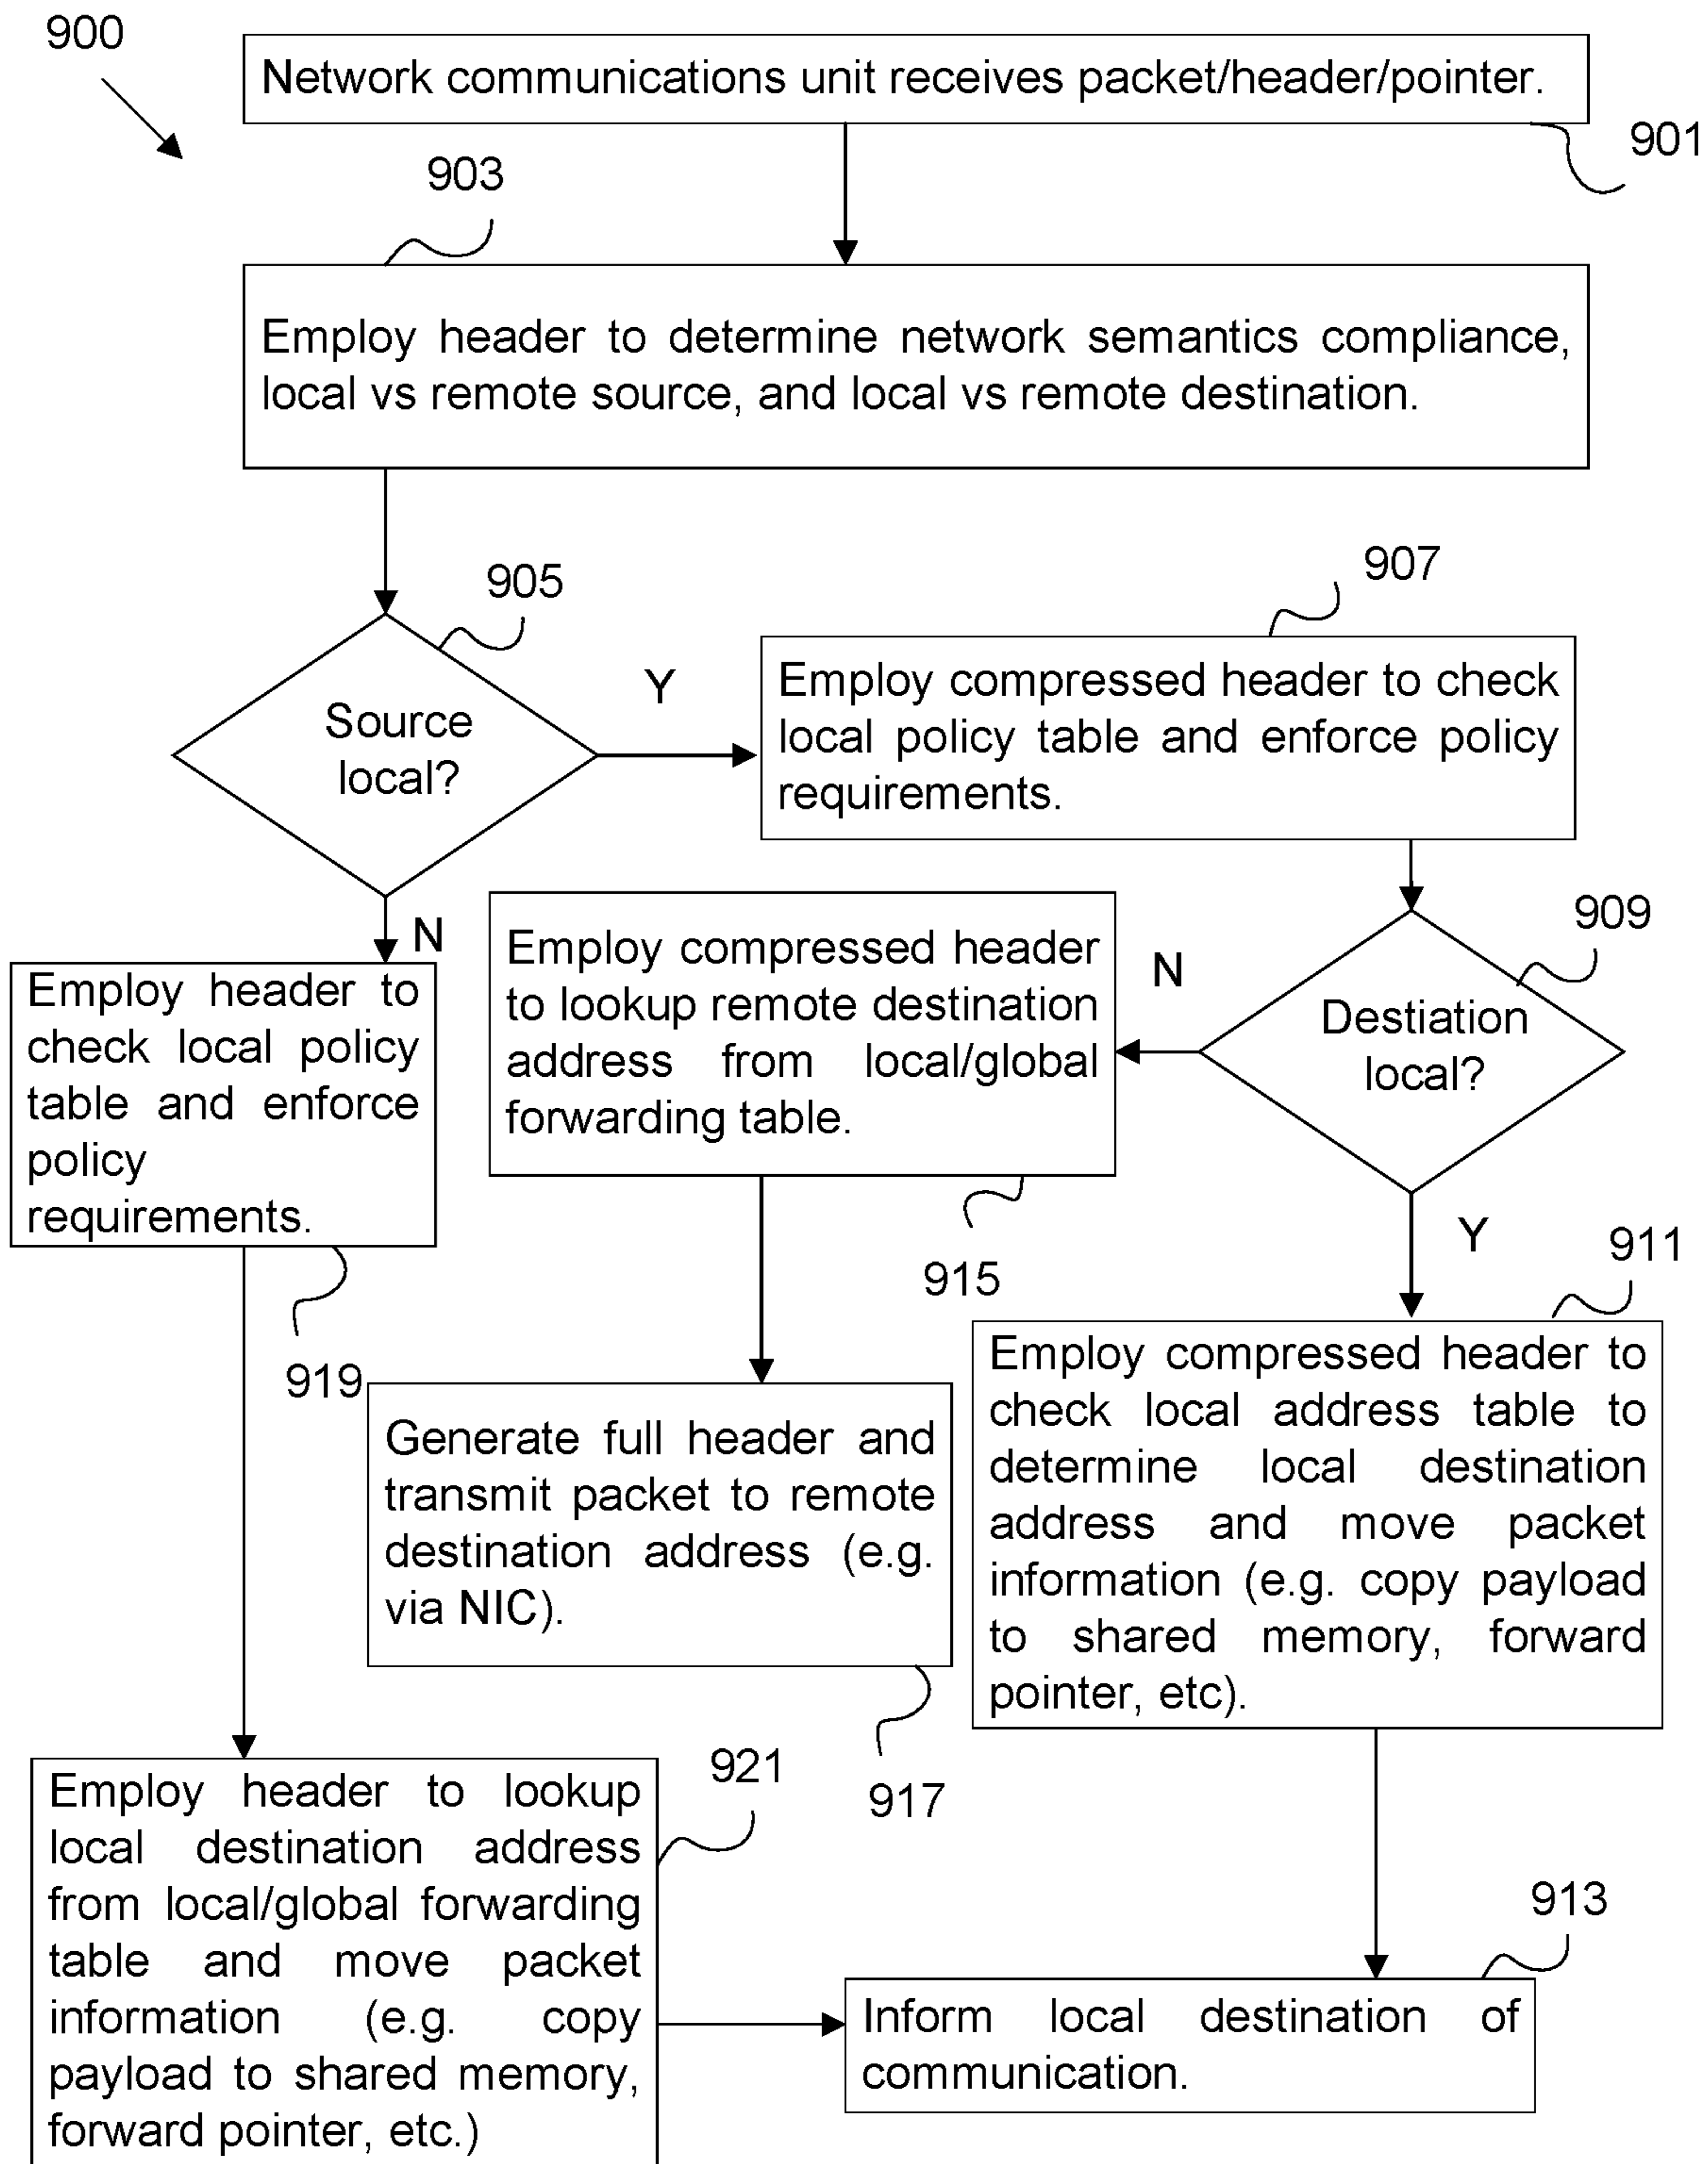 900
Network communications unit receives packet/header/pointer.
901
903
Employ header to determine network semantics compliance,
local vs remote source, and local vs remote destination.
905
907
Source
local?
Y
Employ compressed header to check
local policy table and enforce policy
requirements.
N
909
Destiation
local?
N
Employ compressed header
to lookup remote destination
address from local/global
forwarding table.
915
Employ header to
check local policy
table and enforce
policy
requirements.
919
Y
911
Employ compressed header to
check local address table to
determine local destination
address and move packet
information (e.g. copy payload
to shared memory, forward
pointer, etc).
Generate full header and
transmit packet to remote
destination address (e.g.
via NIC).
917
921
Employ header to lookup
local destination address
from local/global forwarding
table and move packet
information (e.g. copy
payload to shared memory,
forward pointer, etc.)
913
Inform local destination of
communication.